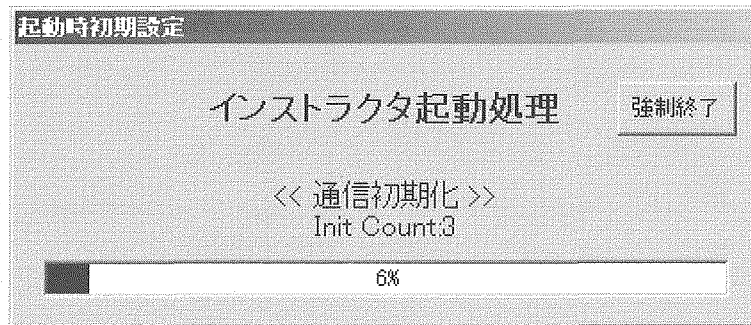 起動時初期設定
インストラクタ起動処理
強制終了
<< 通信初期化 >>
Init Count:3
6%